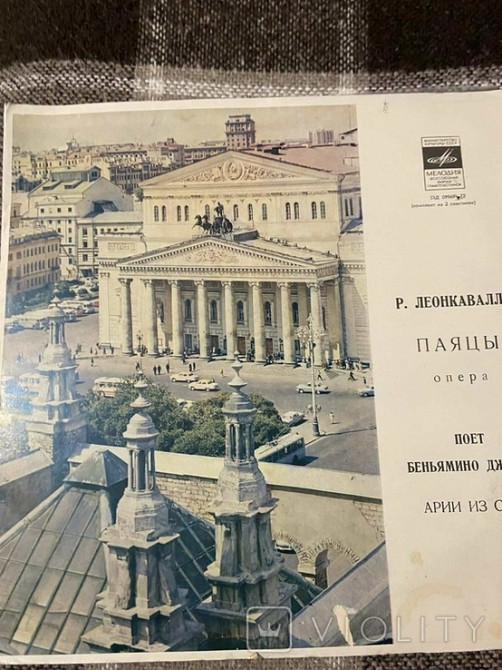 МЕЛОДИЯ
Р. ЛЕОНКАВАЛЛ
ПАЯЦЫ
опера
ПОЕТ
БЕНЬЯМИНО ДЖ
АРИИ ИЗ О
VIOLITY